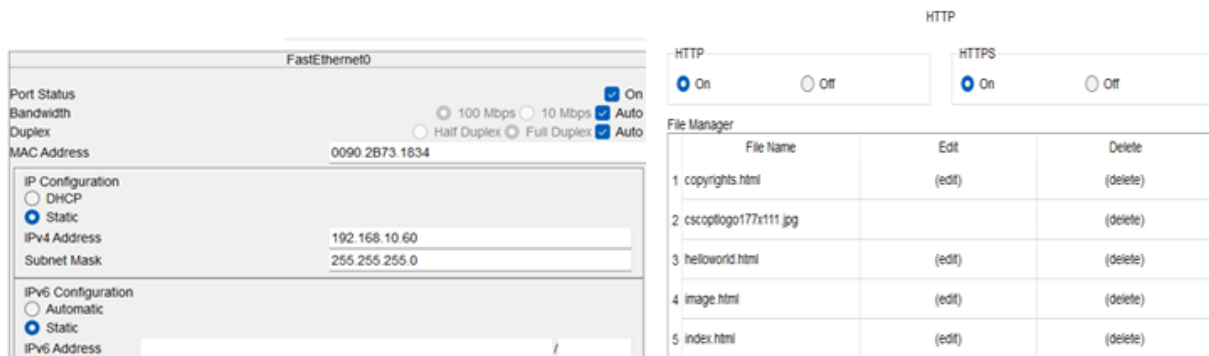 FastEthernet0
Port Status On
Bandwidth 100 Mbps 10 Mbps Auto
Duplex Half Duplex Full Duplex Auto
MAC Address 0090.2B73.1834
IP Configuration
DHCP
Static
IPv4 Address 192.168.10.60
Subnet Mask 255.255.255.0
IPv6 Configuration
Automatic
Static
IPv6 Address /
HTTP
HTTP HTTPS
On Off On Off
File Manager
File Name Edit Delete
1 copyrights.html (edit) (delete)
2 cscoptlogo177x111.jpg (delete)
3 helloworld.html (edit) (delete)
4 image.html (edit) (delete)
5 index.html (edit) (delete)